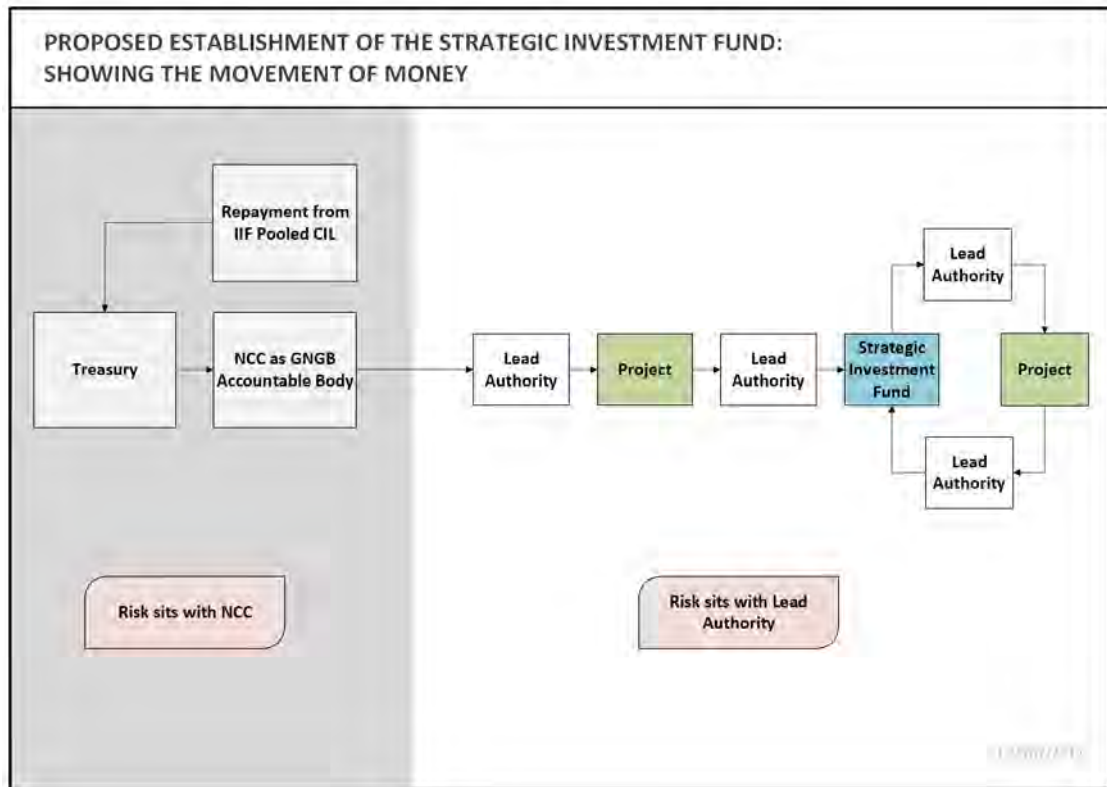 PROPOSED ESTABLISHMENT OF THE STRATEGIC INVESTMENT FUND:
SHOWING THE MOVEMENT OF MONEY
Repayment from
IIF Pooled CIL
Treasury
NCC as GNGB
Accountable Body
Lead
Authority
Project
Lead
Authority
Strategic
Investment
Fund
Lead
Authority
Project
Lead
Authority
Risk sits with NCC
Risk sits with Lead
Authority